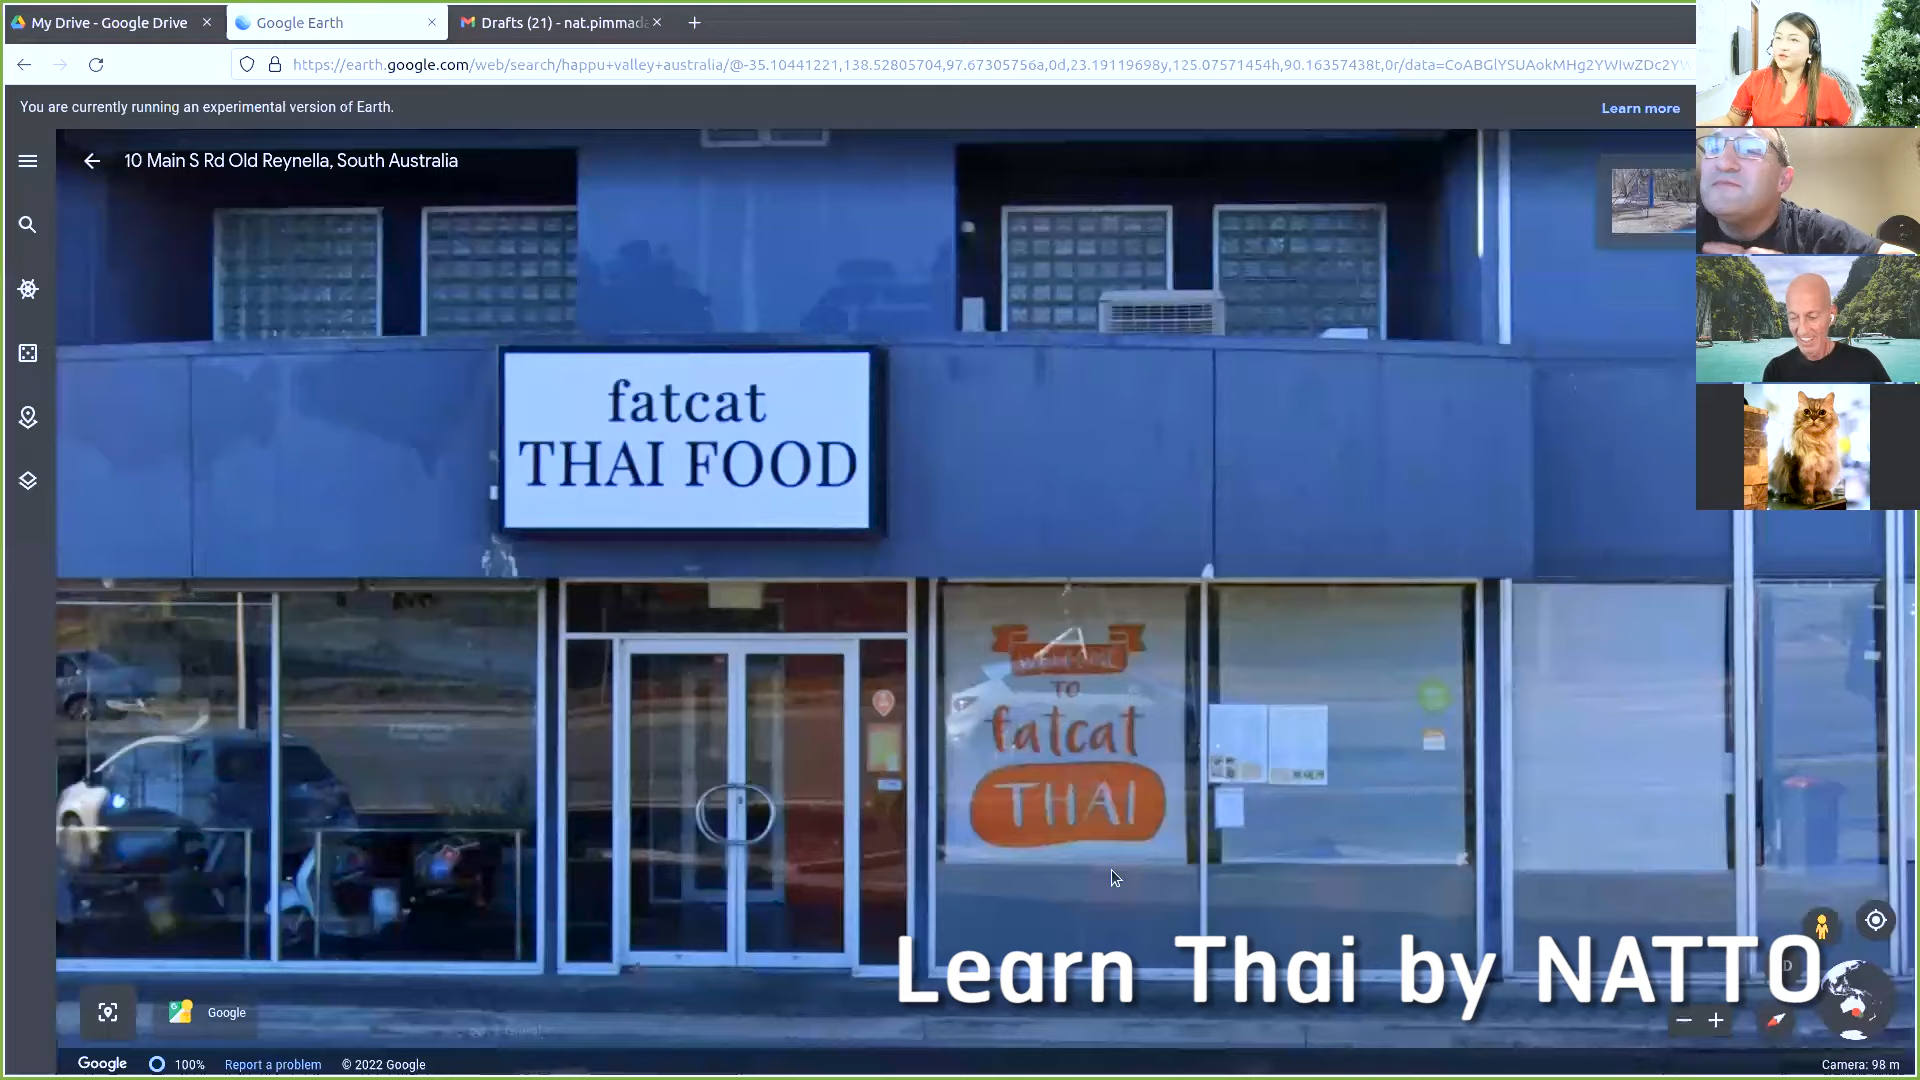 My Drive - Google Drive
Google Earth
Drafts (21) - nat.pimmad
https://earth.google.com/web/search/happu+valley+australia/@-35.10441221,138.52805704,97.67305756a,0d,23.19119698y,125.07571454h,90.16357438t,0r/data=CoABGlYSUAokMHg2YWIwZDc2YW
You are currently running an experimental version of Earth.
Learn more
10 Main S Rd Old Reynella, South Australia
fatcat
THAI FOOD
TO
fatcat
THAI
Learn Thai by NATTO
Google
Google
100%
Report a problem
© 2022 Google
Camera: 98 m